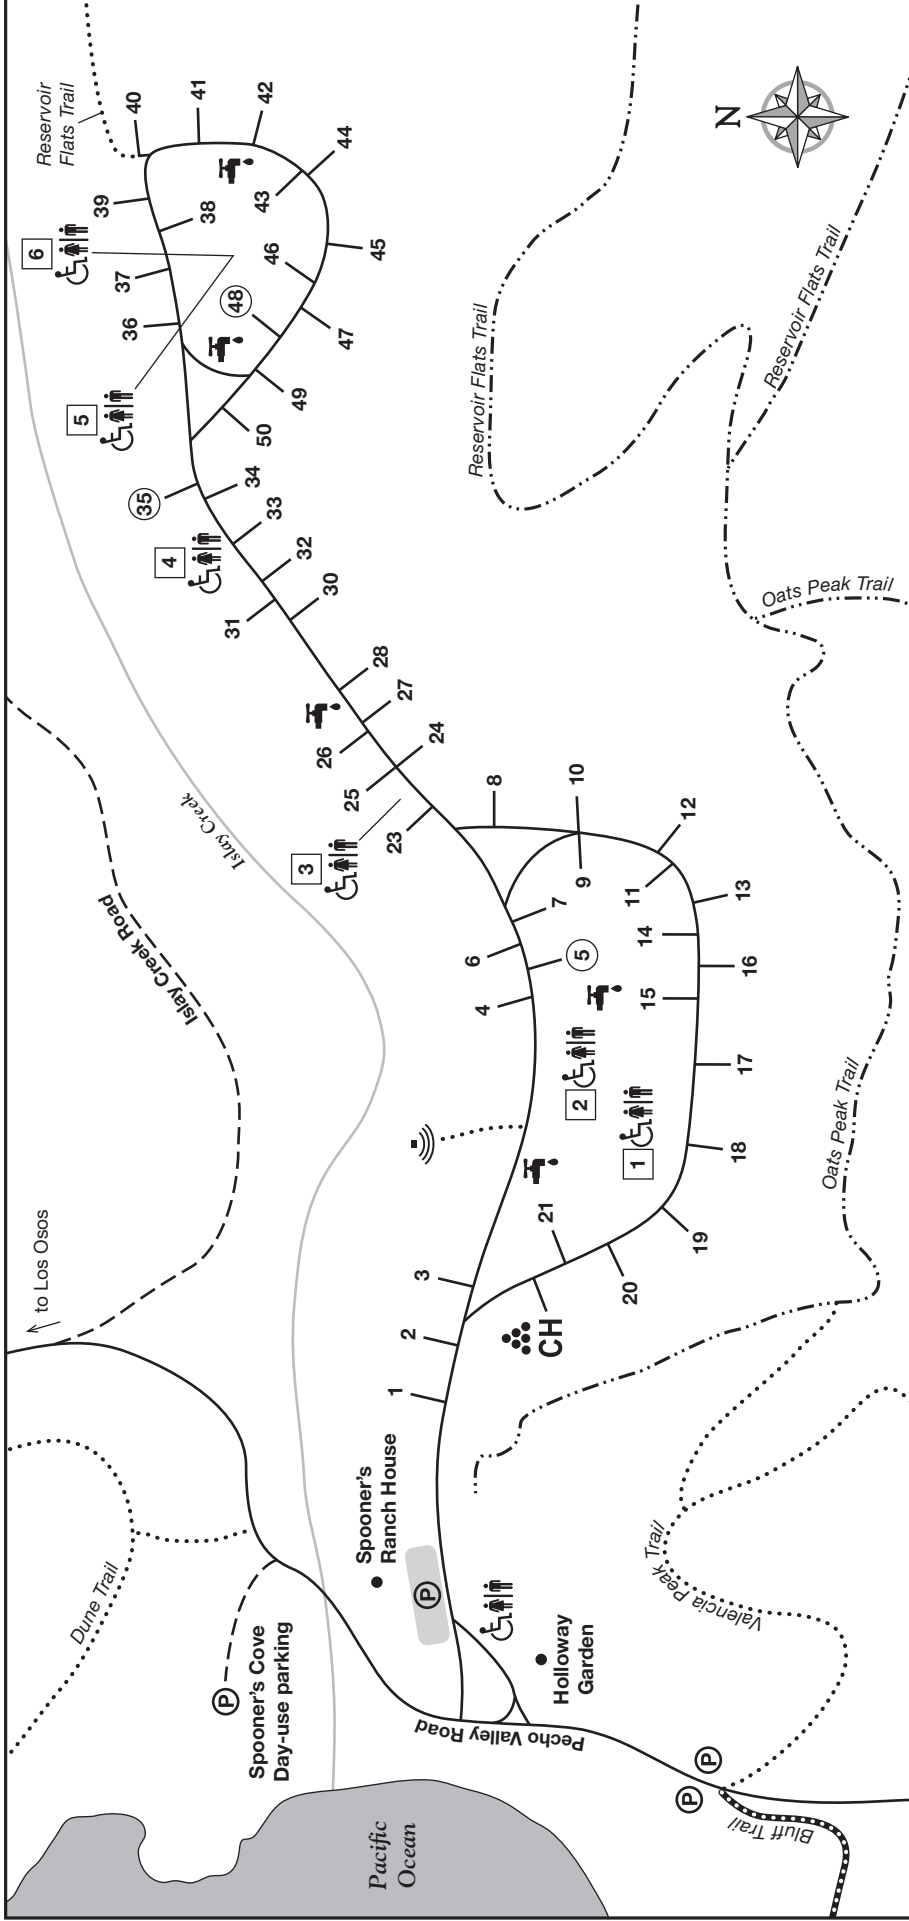 Reservoir
Flats Trail
40
41
42
44
43
39
38
6
37
46
45
36
48
47
5
49
50
35
34
33
4
32
31
30
28
27
26
24
25
23
3
N
Reservoir Flats Trail
Reservoir Flats Trail
Oats Peak Trail
Islay Creek
Islay Creek Road
8
10
12
9
11
7
13
6
5
14
4
16
15
2
17
1
18
21
19
3
20
2
CH
1
Oats Peak Trail
to Los Osos
Spooner's
Ranch House
P
Dune Trail
P
Spooner's Cove
Day-use parking
Holloway
Garden
Valencia Peak Trail
Pecho Valley Road
P
P
Bluff Trail
Pacific
Ocean